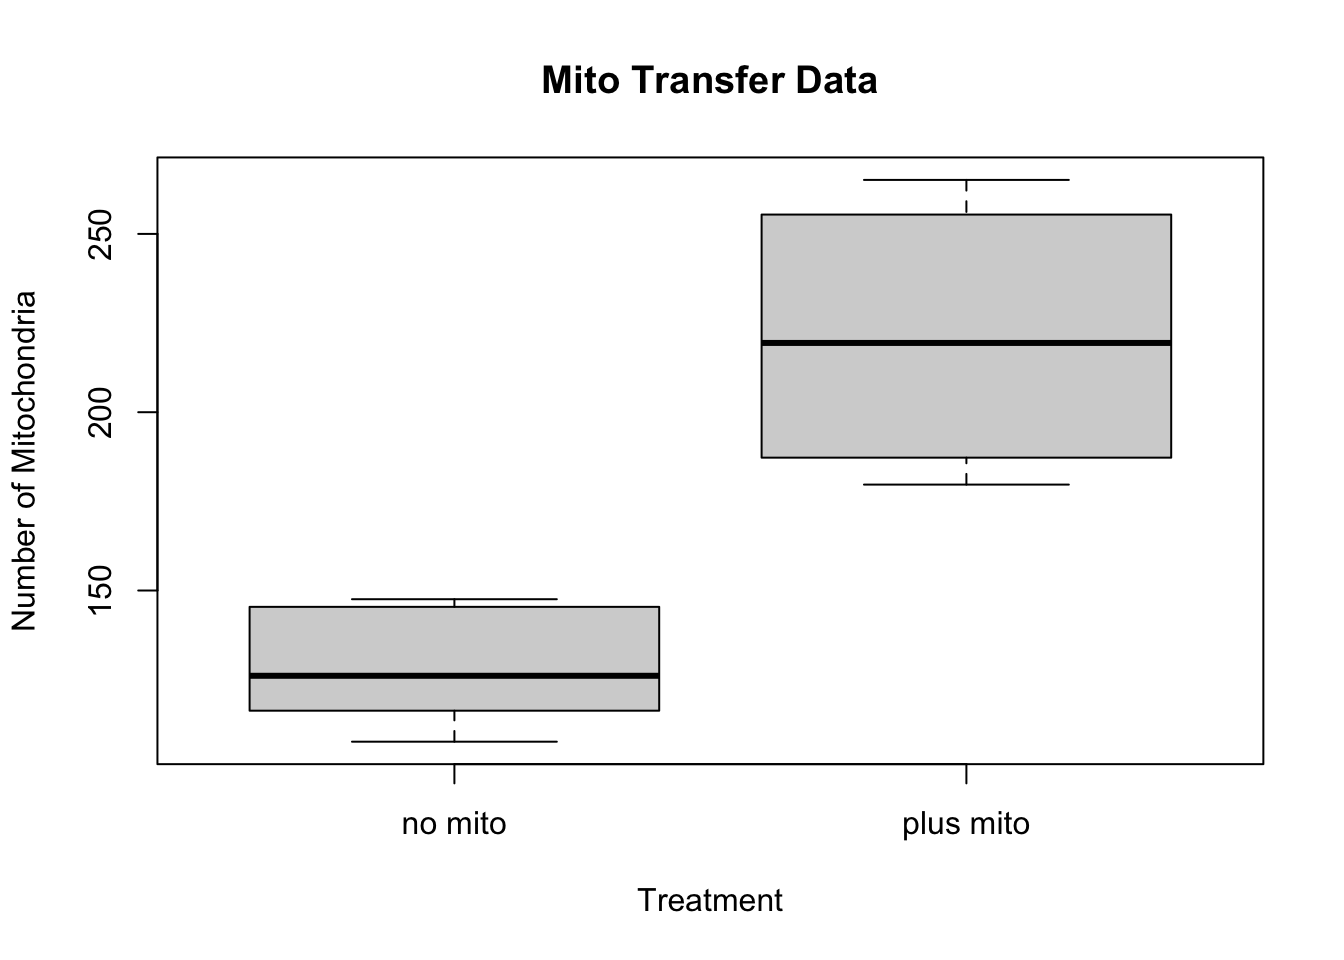 Mito Transfer Data
Number of Mitochondria
250
200
150
no mito
plus mito
Treatment